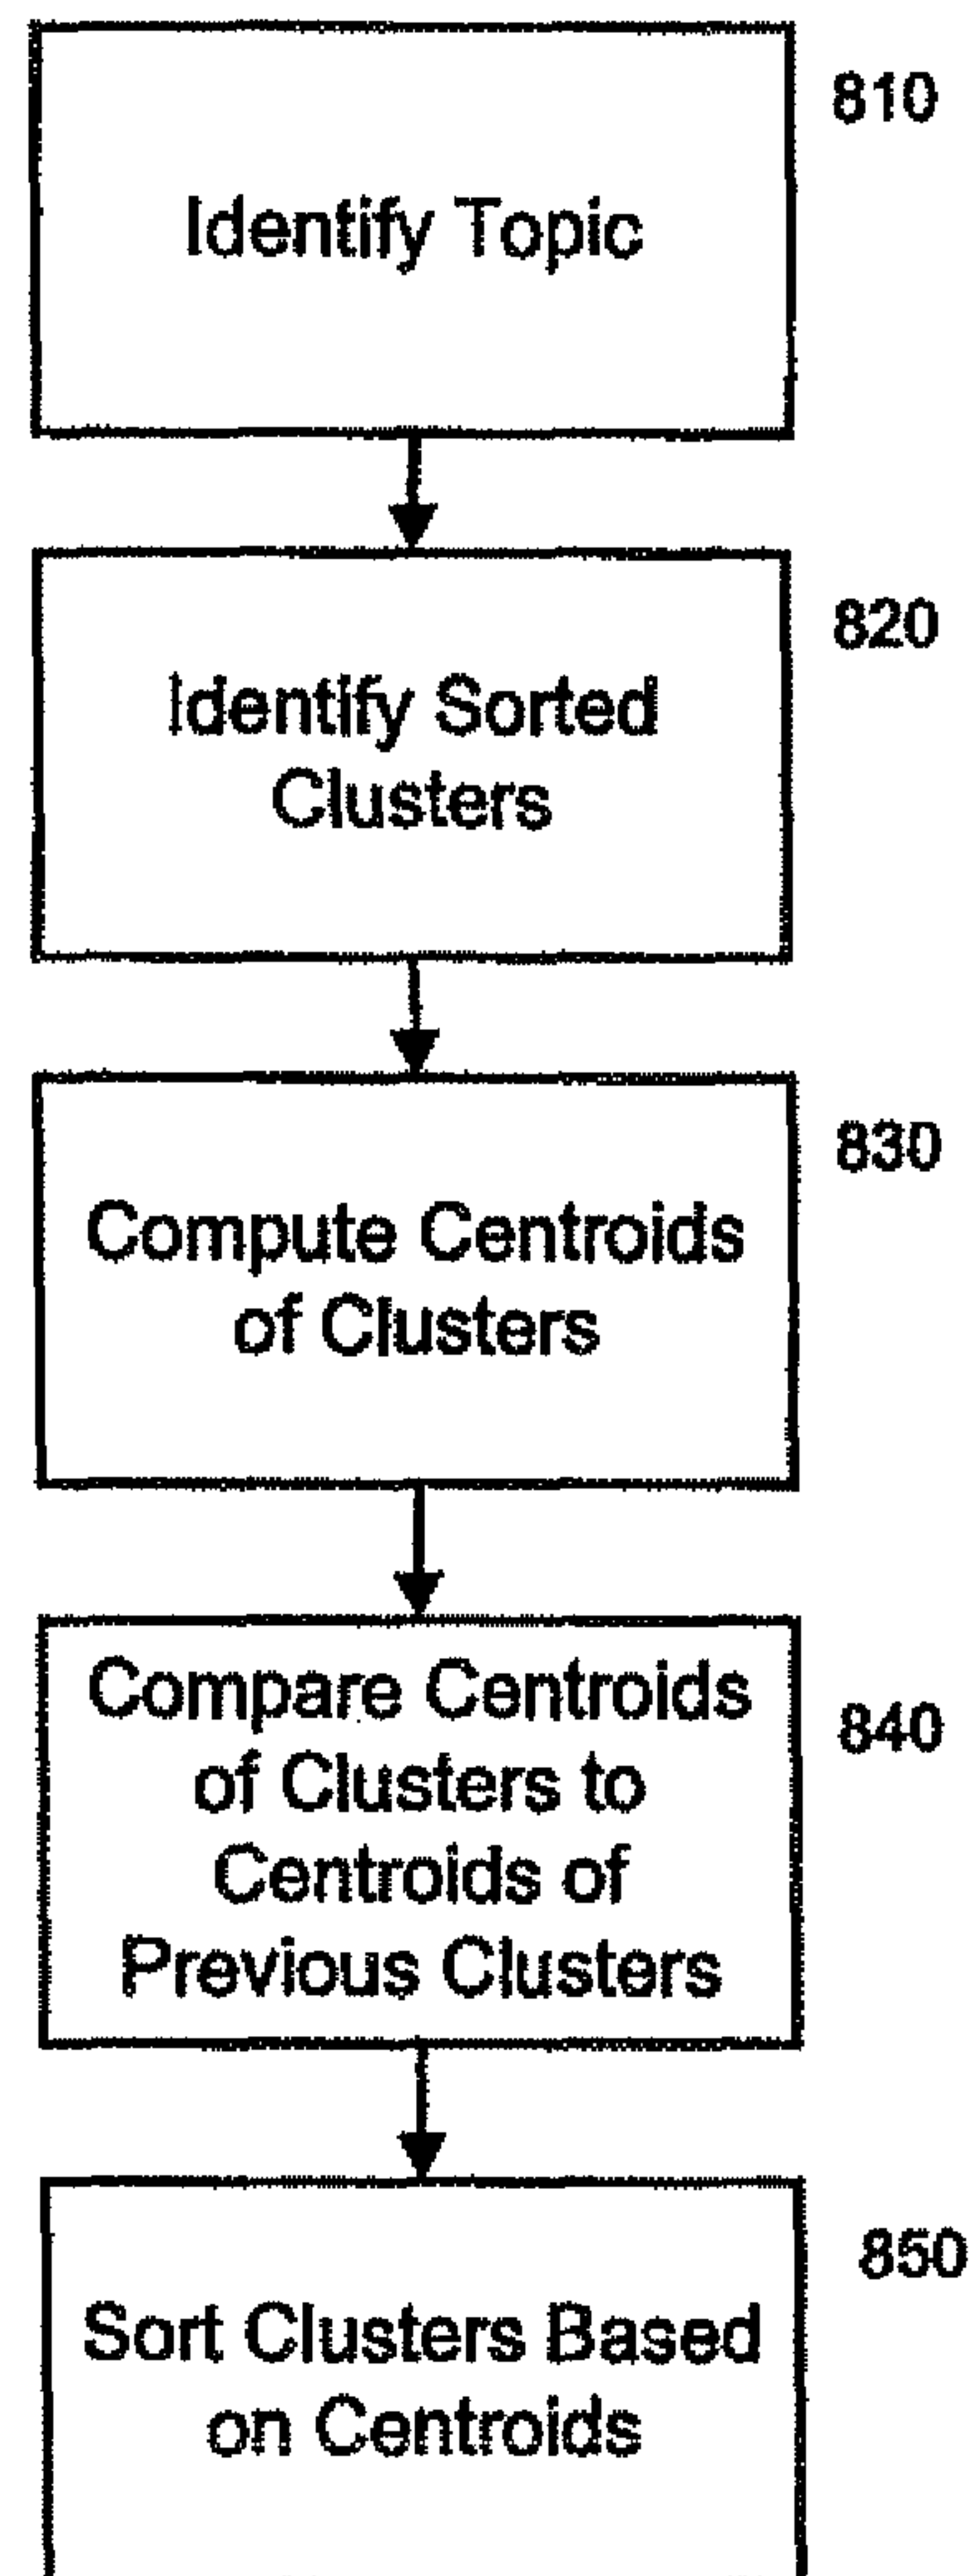 810
Identify Topic
820
Identify Sorted
Clusters
830
Compute Centroids
of Clusters
Compare Centroids
840
of Clusters to
Centroids of
Previous Clusters
850
Sort Clusters Based
on Centroids